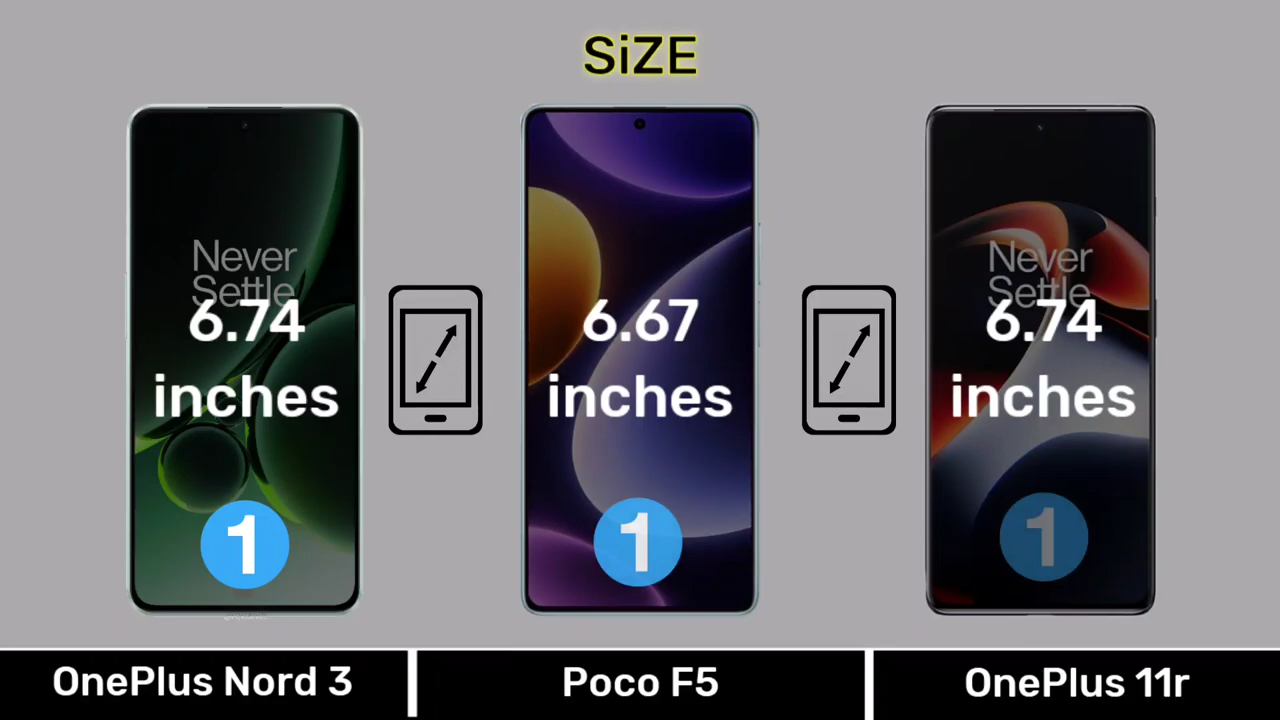 SiZE
Never
Settle
6.74
inches
1
6.67
inches
1
Never
Settle
6.74
inches
1
OnePlus Nord 3
Poco F5
OnePlus 11r